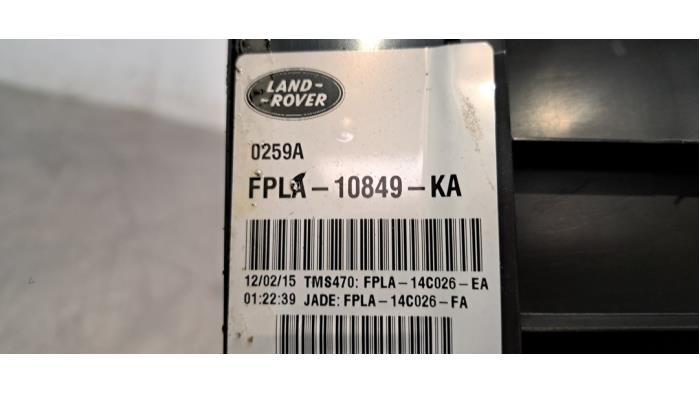 LAND-
-ROVER
0259A
FPLA-10849-KA
12/02/15 TMS470: FPLA-14C026-EA
01:22:39 JADE: FPLA-14C026-FA